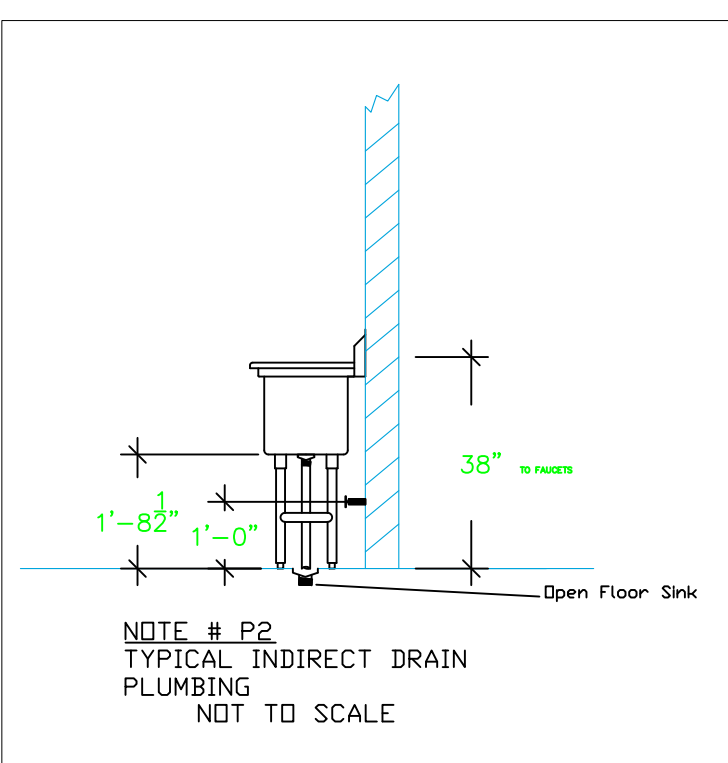 38" TO FAUCETS
1'-8 1/2"
1'-0"
Open Floor Sink
NOTE # P2
TYPICAL INDIRECT DRAIN
PLUMBING
NOT TO SCALE